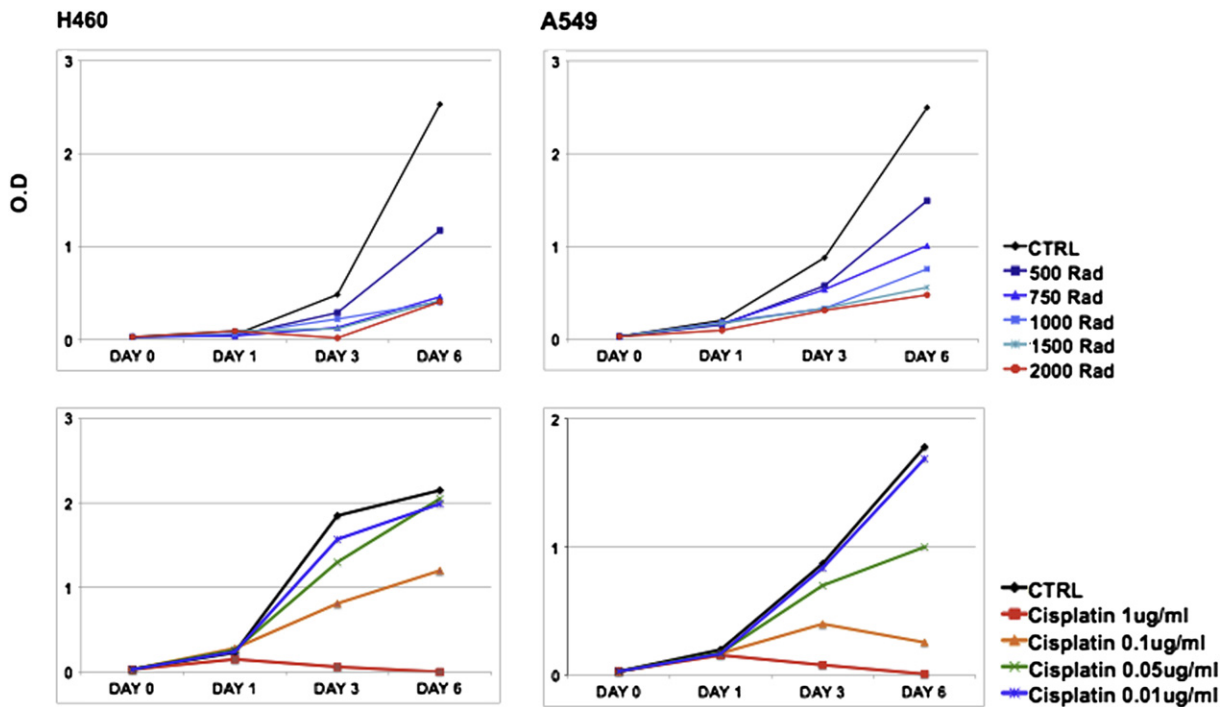 H460
A549
O.D
3
2
1
0
DAY 0 DAY 1 DAY 3 DAY 6
3
2
1
0
DAY 0 DAY 1 DAY 3 DAY 6
CTRL
500 Rad
750 Rad
1000 Rad
1500 Rad
2000 Rad
3
2
1
0
DAY 0 DAY 1 DAY 3 DAY 6
2
1
0
DAY 0 DAY 1 DAY 3 DAY 6
CTRL
Cisplatin 1ug/ml
Cisplatin 0.1ug/ml
Cisplatin 0.05ug/ml
Cisplatin 0.01ug/ml